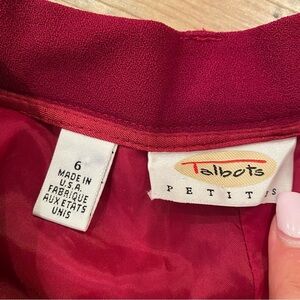 6
MADE IN
U.S.A.
FABRIQUE
AUX ETATS
UNIS
Talbots
PETITES